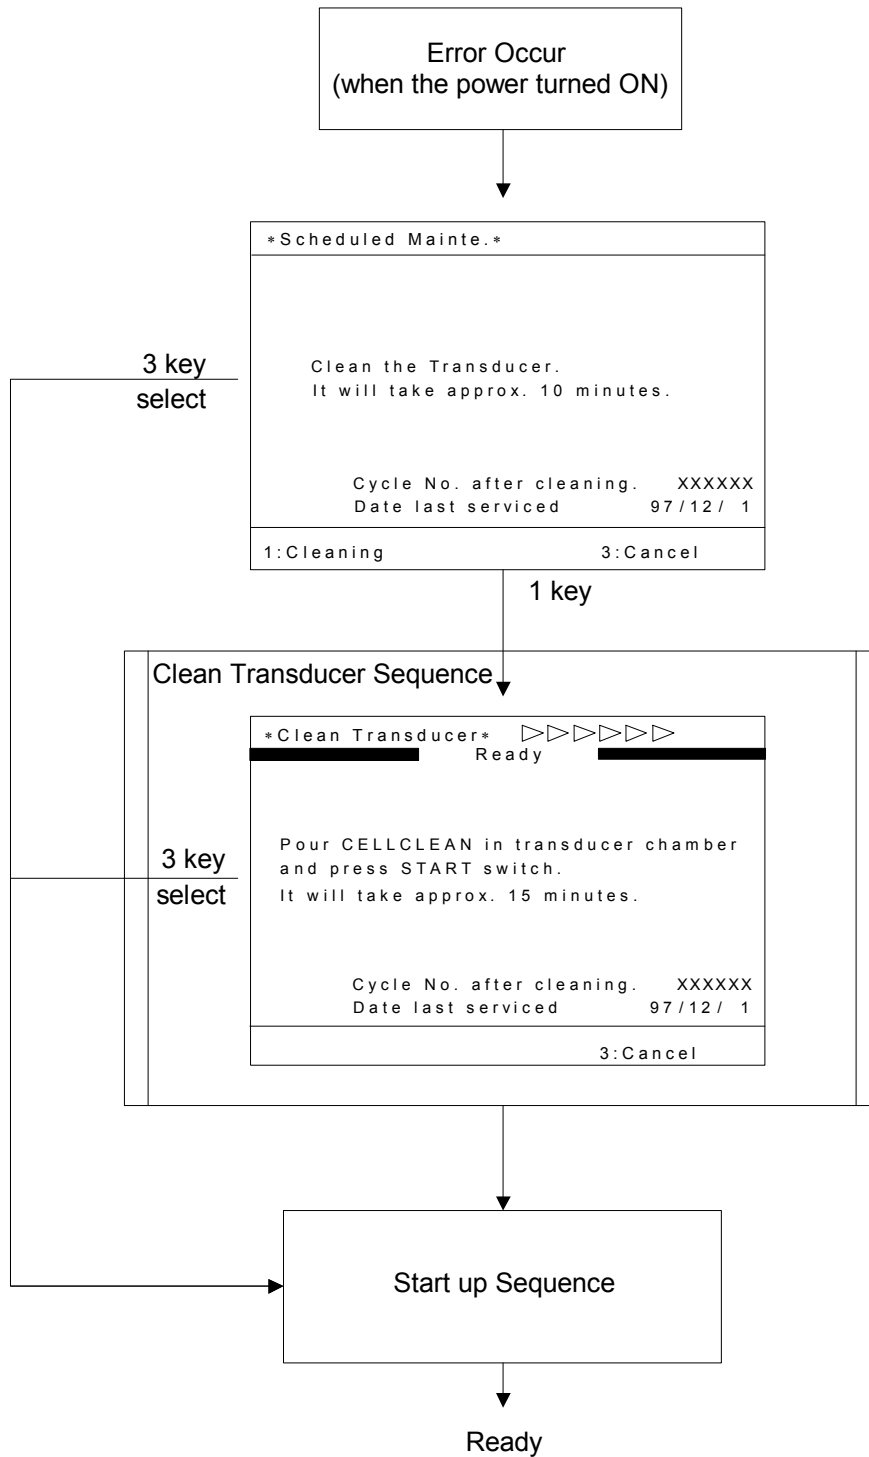 Error Occur
(when the power turned ON)
*Scheduled Mainte.*
3 key
select
Clean the Transducer.
It will take approx. 10 minutes.
Cycle No. after cleaning. XXXXXX
Date last serviced 97/12/ 1
1:Cleaning 3:Cancel
1 key
Clean Transducer Sequence
*Clean Transducer*
Ready
3 key
select
Pour CELLCLEAN in transducer chamber
and press START switch.
It will take approx. 15 minutes.
Cycle No. after cleaning. XXXXXX
Date last serviced 97/12/ 1
3:Cancel
Start up Sequence
Ready